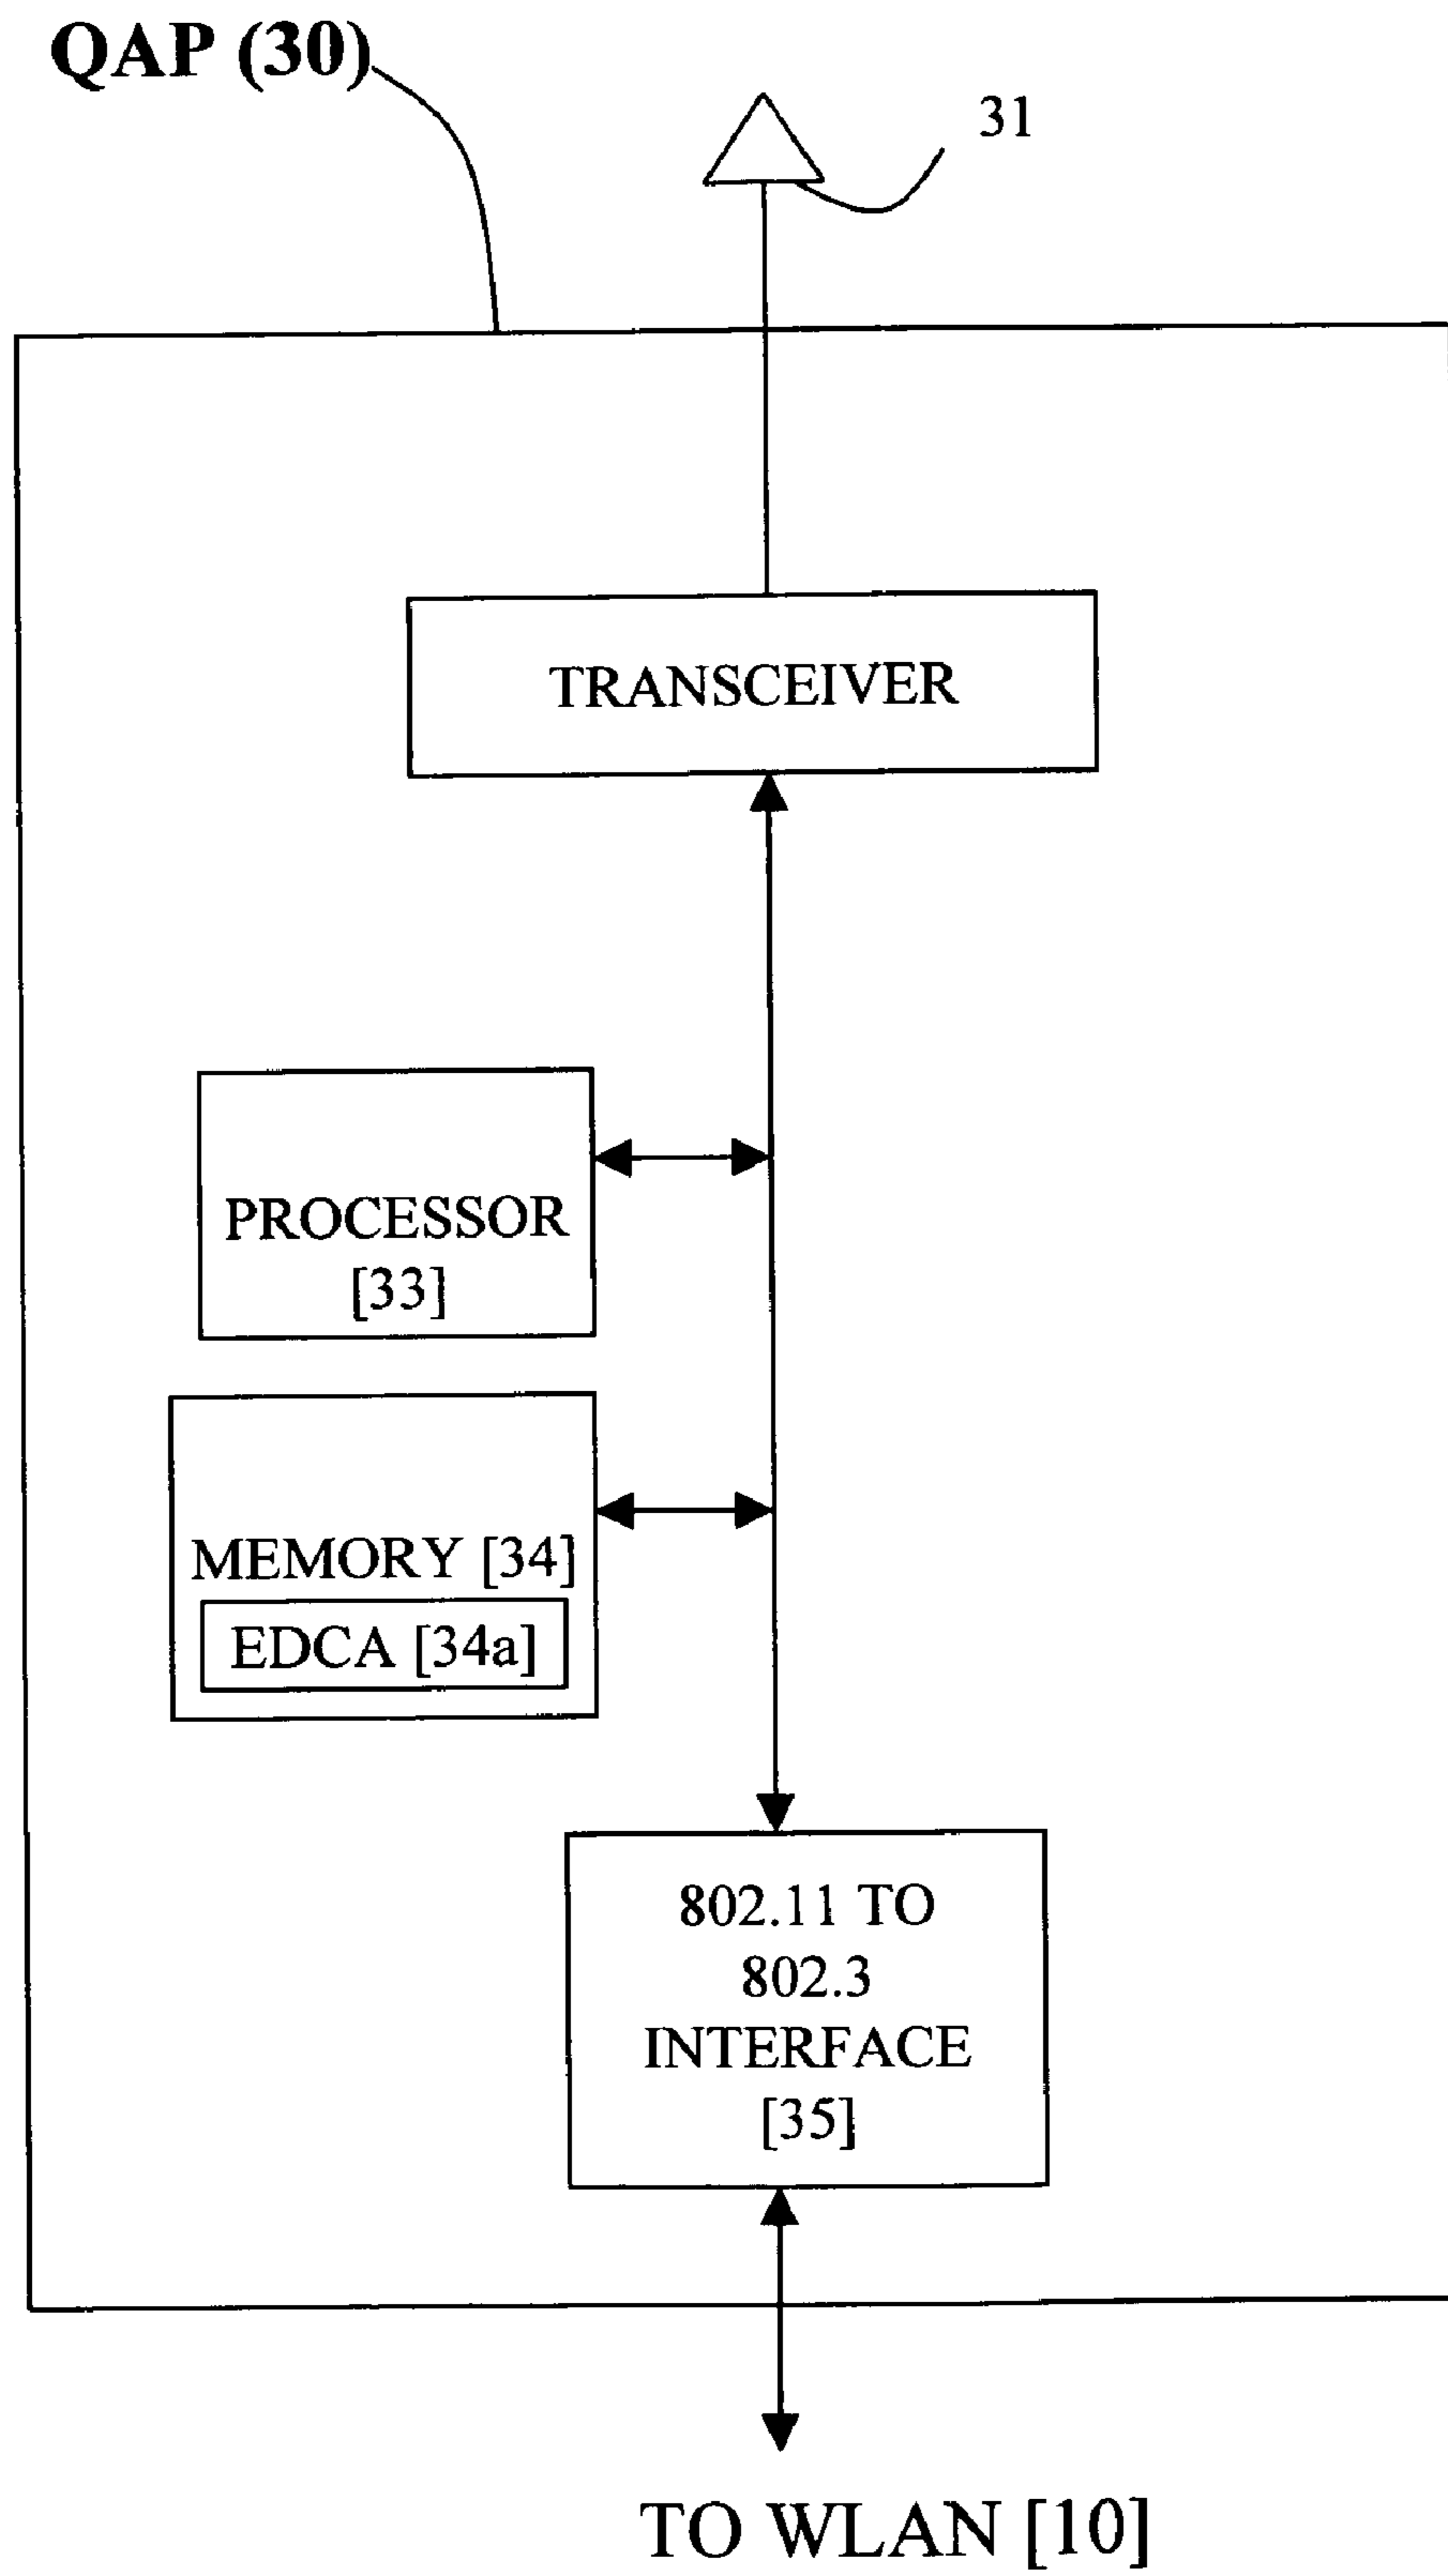 QAP (30)
31
TRANSCEIVER
PROCESSOR
[33]
MEMORY [34]
EDCA [34a]
802.11 TO
802.3
INTERFACE
[35]
TO WLAN [10]